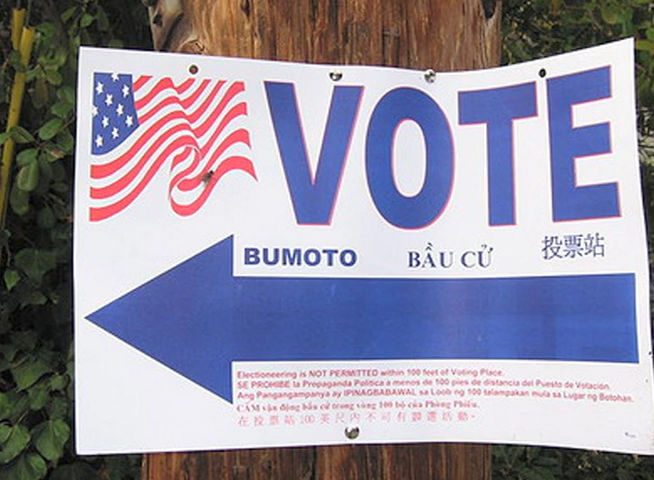 VOTE
BUMOTO BẦU CỬ 投票站
Electioneering is NOT PERMITTED within 100 feet of Voting Place.
SE PROHIBE la Propaganda Política a menos de 100 pies de distancia del Puesto de Votación.
Ang Pangangampanya ay IPINAGBABAWAL sa Loob ng 100 talampakan mula sa Lugar ng Botohan.
CẤM vận động bầu cử trong vòng 100 bộ của Phòng Phiếu.
在投票站100英尺内不可有競選活動。